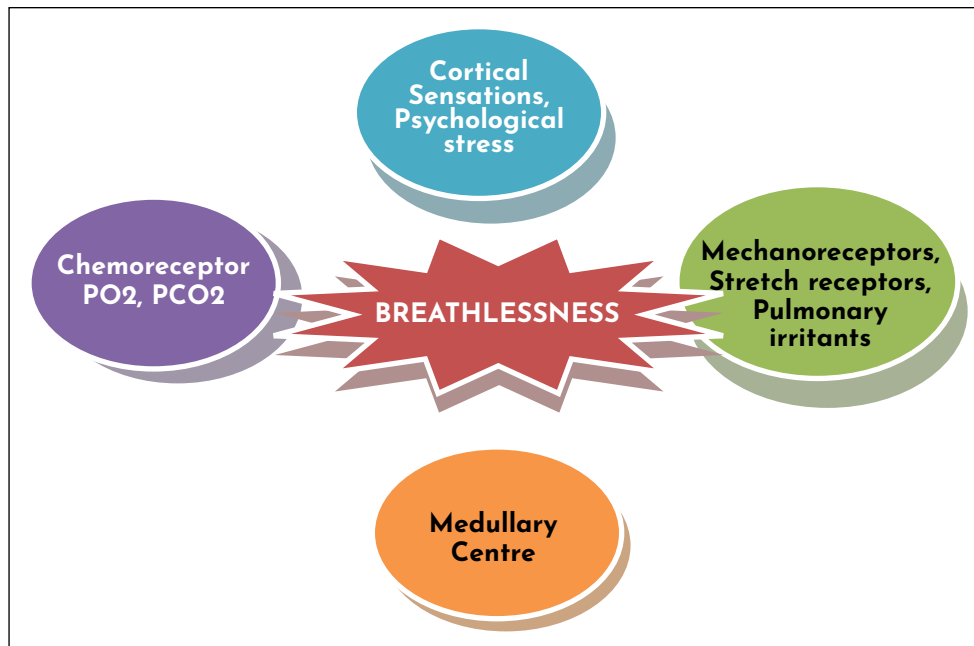 Cortical
Sensations,
Psychological
stress
Chemoreceptor
PO2, PCO2
BREATHLESSNESS
Mechanoreceptors,
Stretch receptors,
Pulmonary
irritants
Medullary
Centre